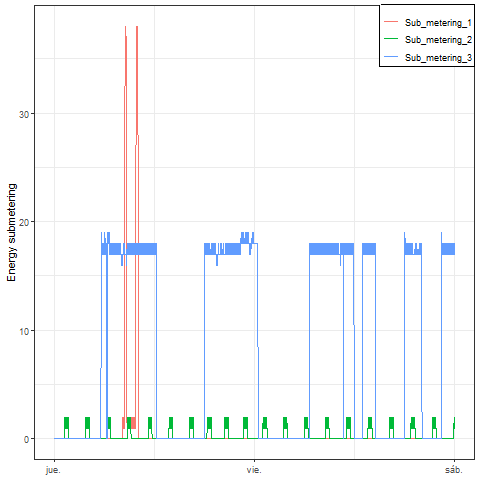 Sub_metering_1
Sub_metering_2
Sub_metering_3
Energy submetering
30
20
10
0
jue.
vie.
sáb.